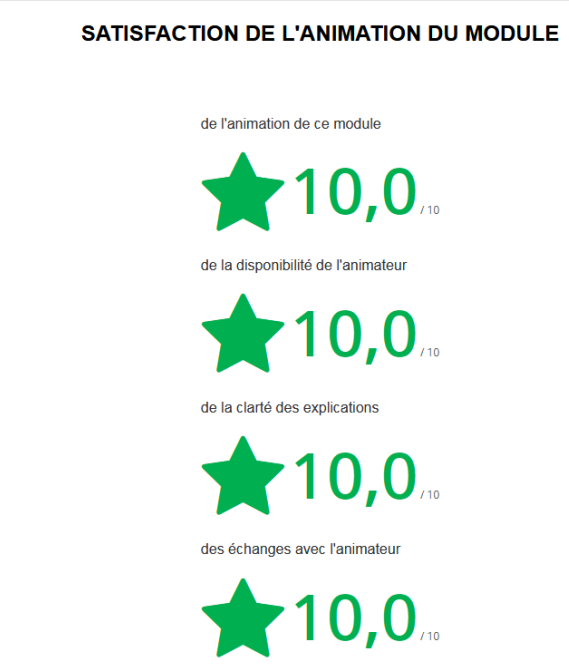 SATISFACTION DE L'ANIMATION DU MODULE
de l'animation de ce module
10,0 / 10
de la disponibilité de l'animateur
10,0 / 10
de la clarté des explications
10,0 / 10
des échanges avec l'animateur
10,0 / 10